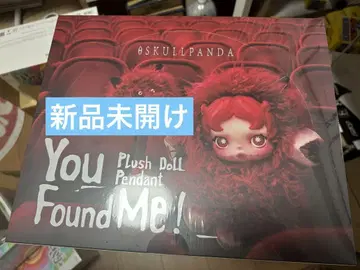 SKULLPANDA
新品未開け
You
Plush Doll
Pendant
Found Me!